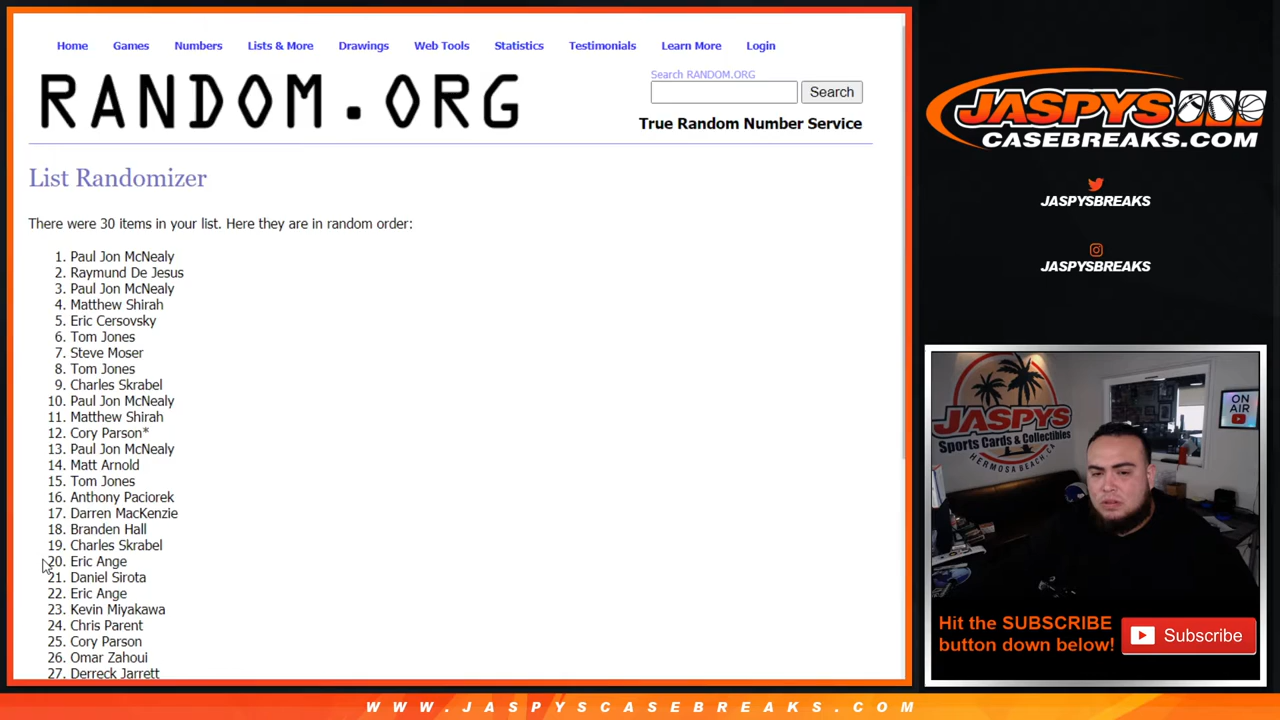 Home Games Numbers Lists & More Drawings Web Tools Statistics Testimonials Learn More Login
RANDOM.ORG
Search RANDOM.ORG
Search
True Random Number Service
List Randomizer
There were 30 items in your list. Here they are in random order:
1. Paul Jon McNealy
2. Raymund De Jesus
3. Paul Jon McNealy
4. Matthew Shirah
5. Eric Cersovsky
6. Tom Jones
7. Steve Moser
8. Tom Jones
9. Charles Skrabel
10. Paul Jon McNealy
11. Matthew Shirah
12. Cory Parson*
13. Paul Jon McNealy
14. Matt Arnold
15. Tom Jones
16. Anthony Paciorek
17. Darren MacKenzie
18. Branden Hall
19. Charles Skrabel
20. Eric Ange
21. Daniel Sirota
22. Eric Ange
23. Kevin Miyakawa
24. Chris Parent
25. Cory Parson
26. Omar Zahoui
27. Derreck Jarrett
JASPYS
CASEBREAKS.COM
JASPYSBREAKS
JASPYSBREAKS
JASPYS
Sports Cards & Collectibles
HERMOSA BEACH, CA
ON
AIR
Hit the SUBSCRIBE
button down below!
Subscribe
WWW.JASPYSCASEBREAKS.COM